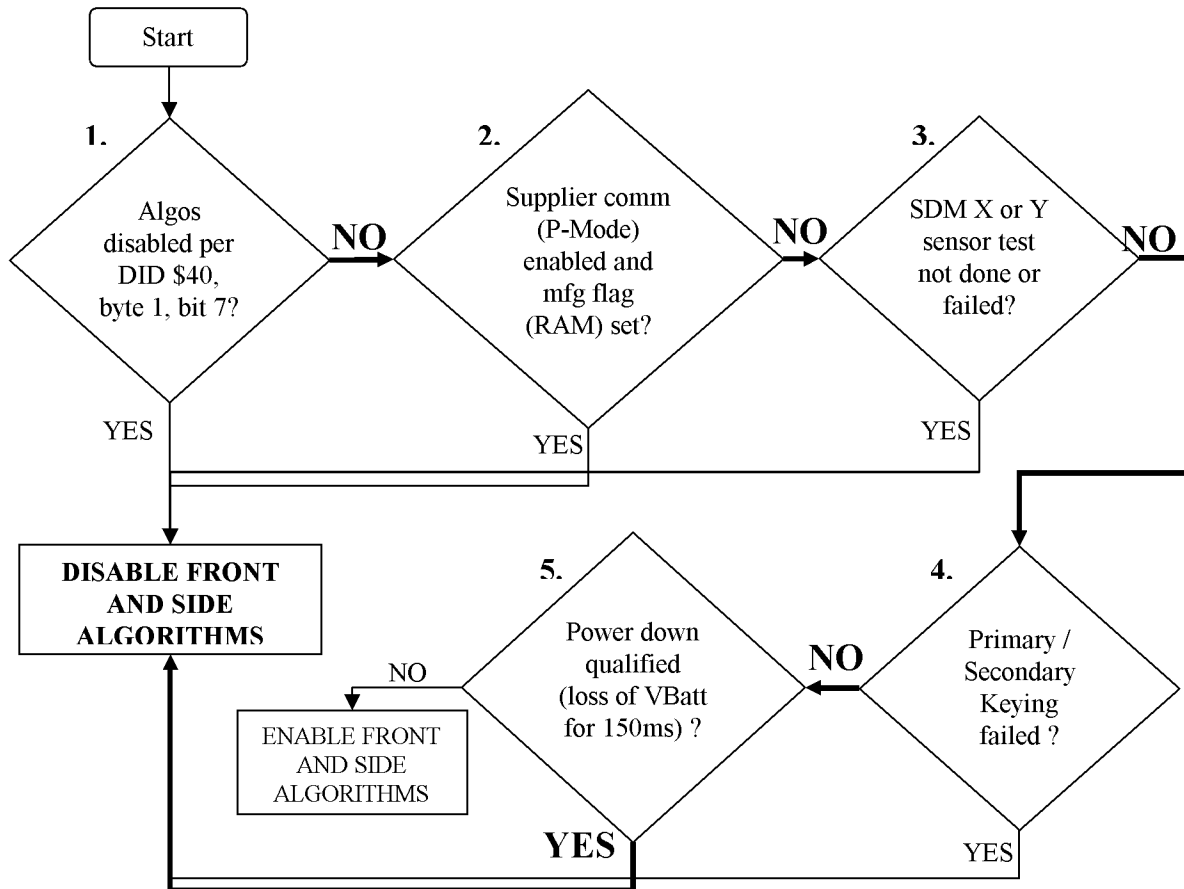 Start
1.
Algos
disabled per
DID $40,
byte 1, bit 7?
NO
YES
2.
Supplier comm
(P-Mode)
enabled and
mfg flag
(RAM) set?
NO
YES
3.
SDM X or Y
sensor test
not done or
failed?
NO
YES
DISABLE FRONT
AND SIDE
ALGORITHMS
4.
Primary /
Secondary
Keying
failed ?
NO
YES
5.
Power down
qualified
(loss of VBatt
for 150ms) ?
NO
YES
ENABLE FRONT
AND SIDE
ALGORITHMS